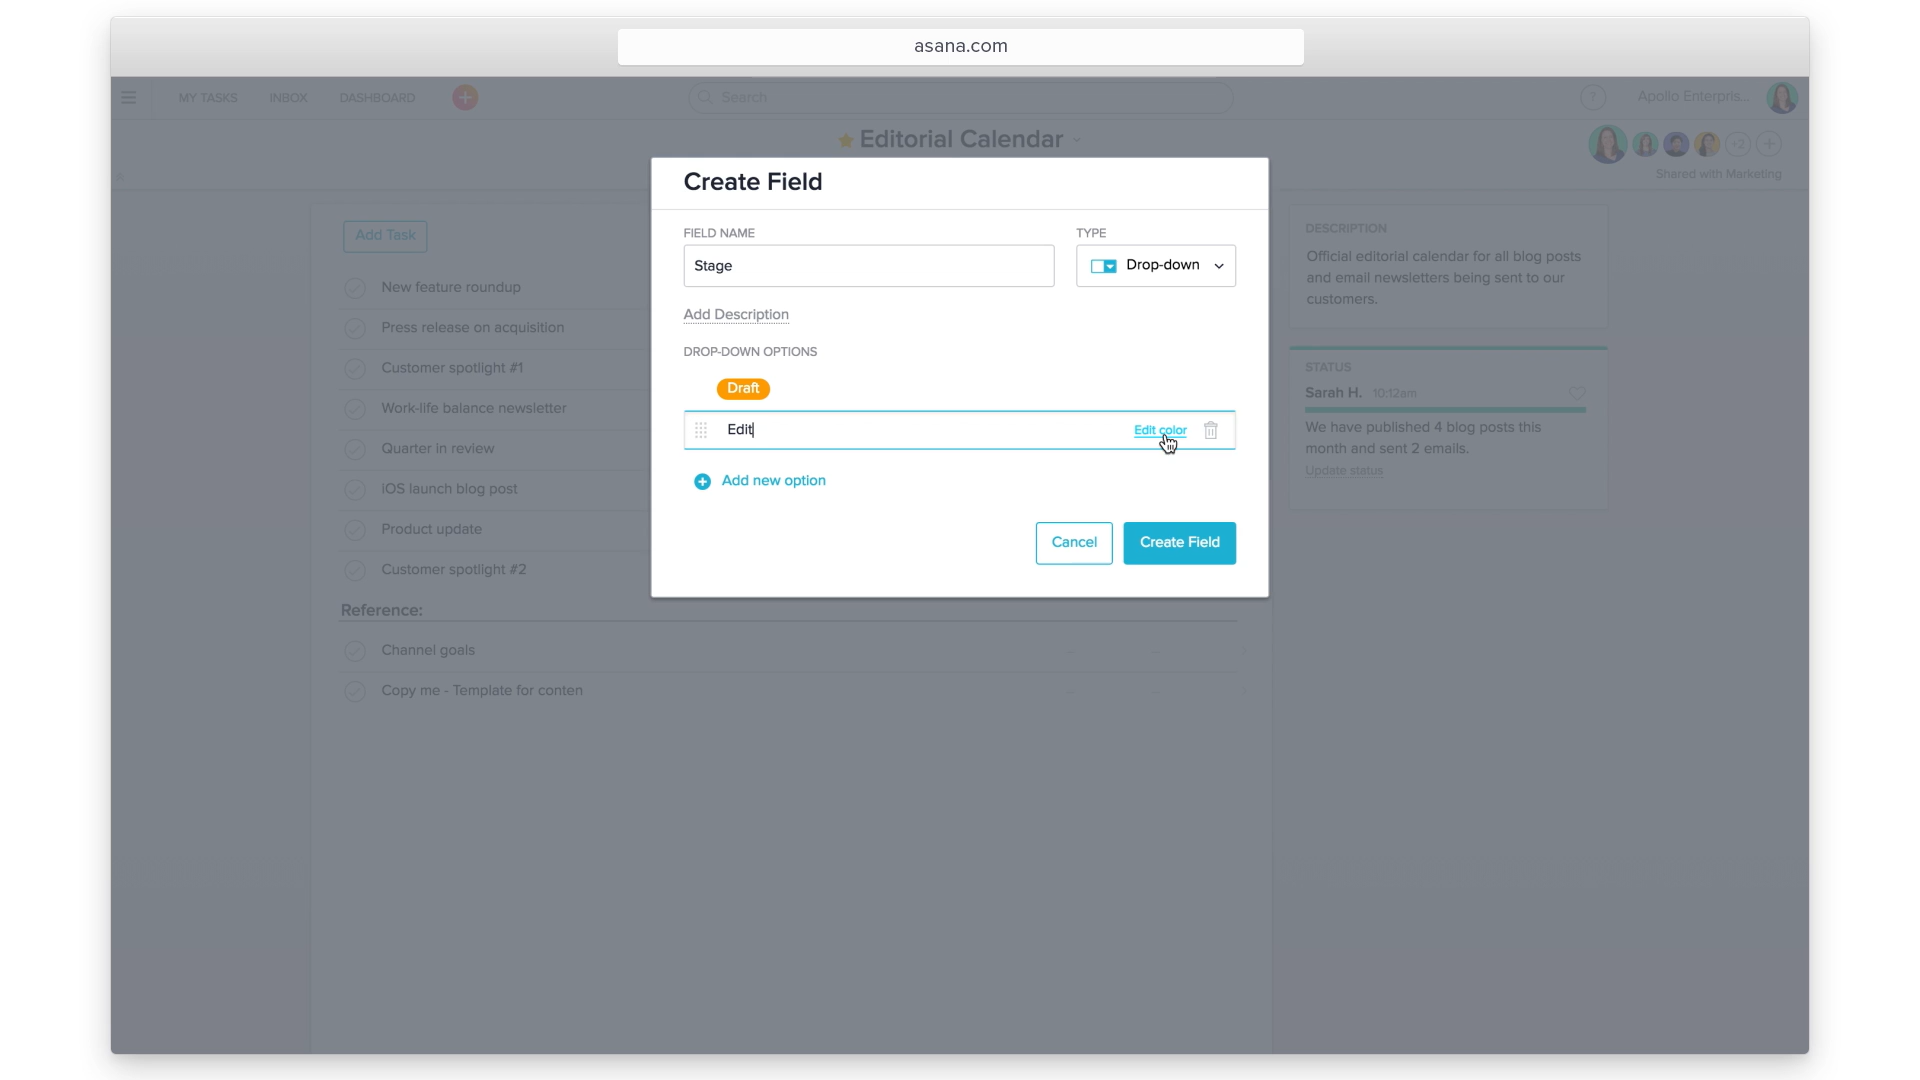 asana.com
MY TASKS INBOX DASHBOARD
Search
?
Apollo Enterpris...
Editorial Calendar
+2
Shared with Marketing
Create Field
FIELD NAME
TYPE
Stage
Drop-down
Add Description
DROP-DOWN OPTIONS
Draft
Edit
Edit color
Add new option
Cancel
Create Field
Add Task
New feature roundup
Press release on acquisition
Customer spotlight #1
Work-life balance newsletter
Quarter in review
iOS launch blog post
Product update
Customer spotlight #2
Reference:
Channel goals
Copy me - Template for conten
DESCRIPTION
Official editorial calendar for all blog posts
and email newsletters being sent to our
customers.
STATUS
Sarah H. 10:12am
We have published 4 blog posts this
month and sent 2 emails.
Update status